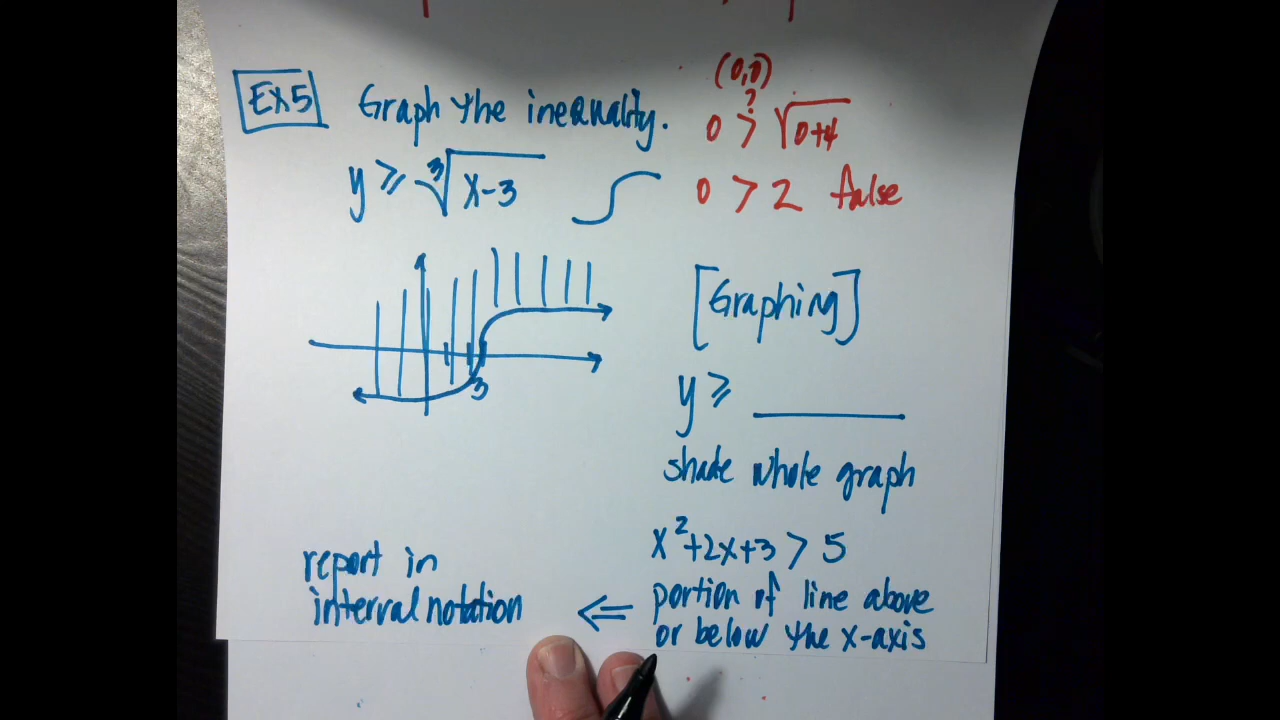 Ex5 Graph the inequality.
y ≥ ∛(x-3)
(0,0)
0 >? √(0+4)
0 > 2 false
3
[Graphing]
y ≥ ______
shade whole graph
x²+2x+3 > 5
portion of line above
or below the x-axis
⇐
report in
interval notation